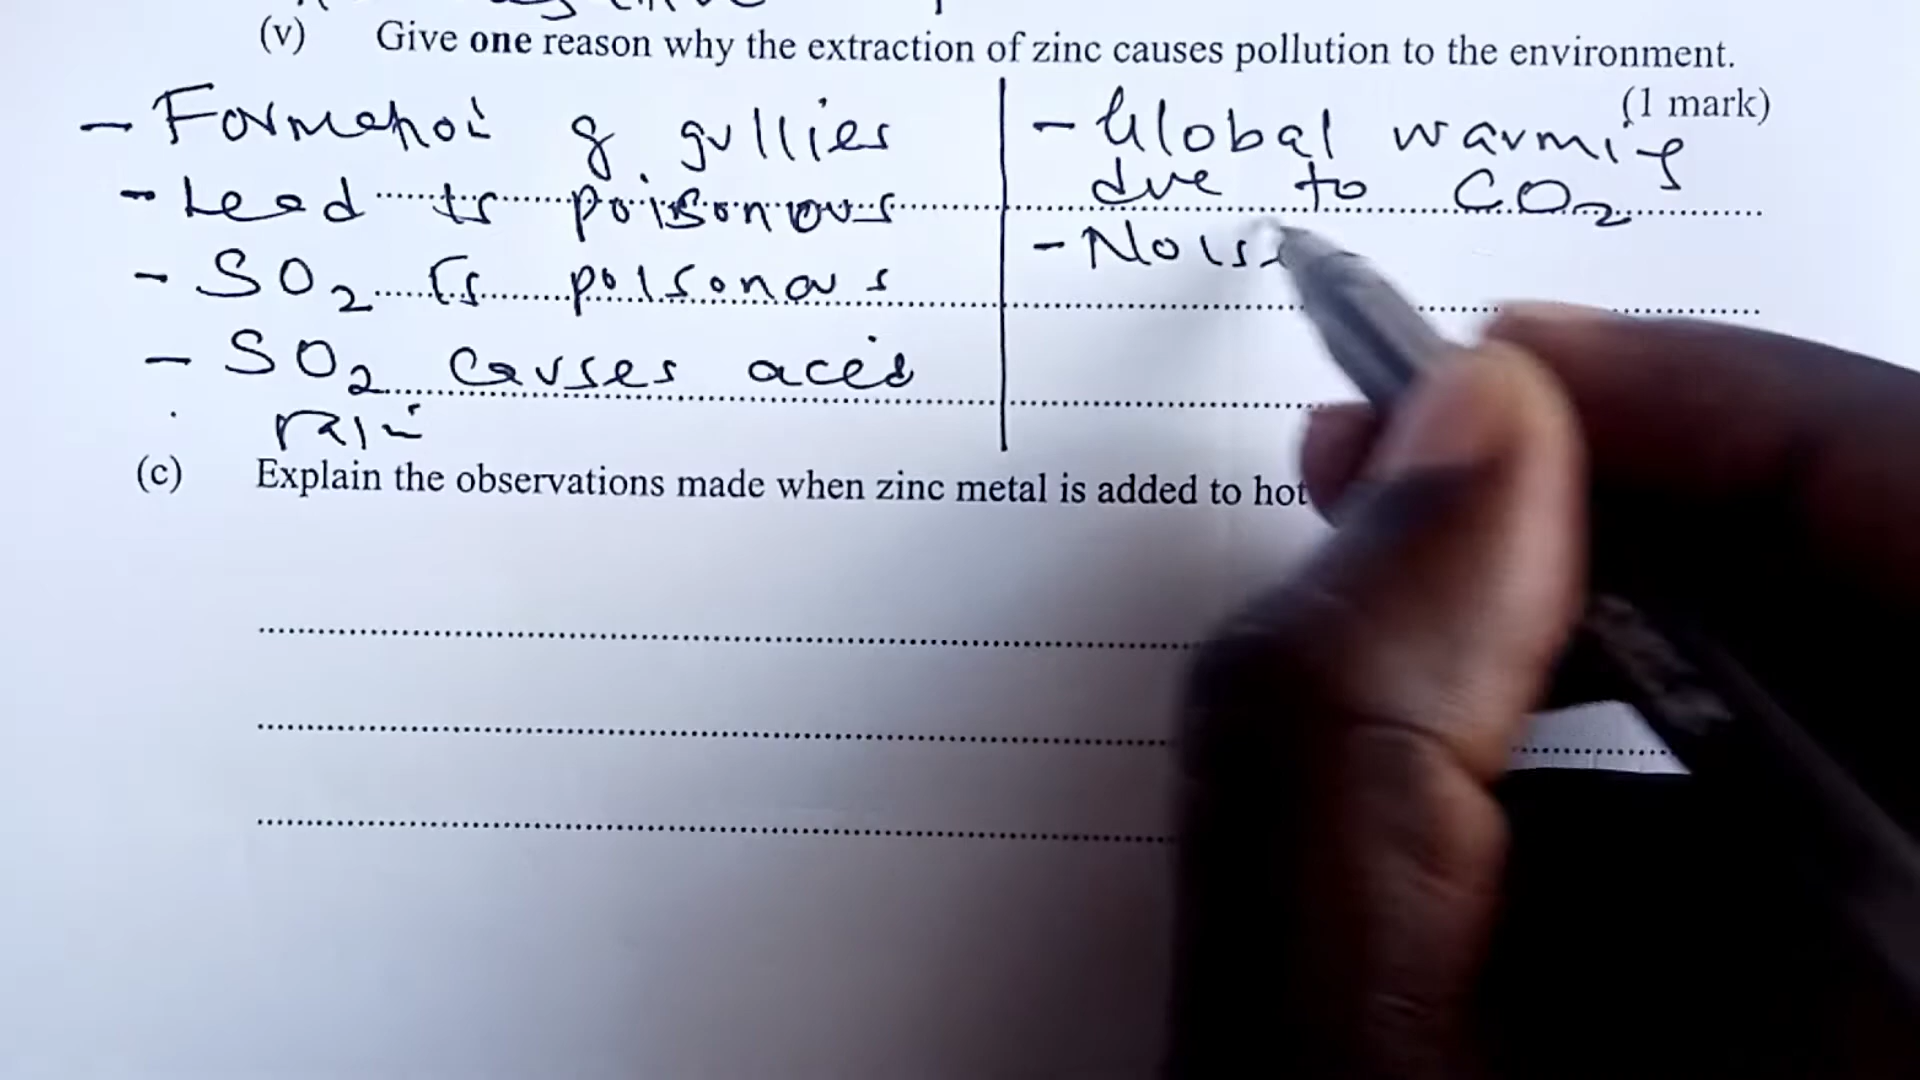 (v) Give one reason why the extraction of zinc causes pollution to the environment.
(1 mark)
- Formation of gullies
- Lead is poisonous
- SO2 is poisonous
- SO2 causes acid
rain
- Global warming
due to CO2
- Noise
(c) Explain the observations made when zinc metal is added to hot